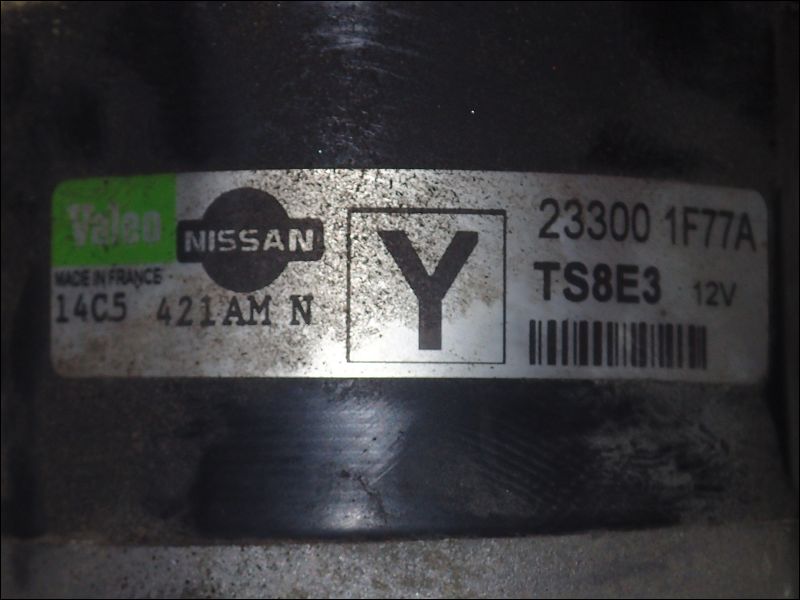 Valeo
NISSAN
MADE IN FRANCE
14C5 421AM N
Y
23300 1F77A
TS8E3 12V